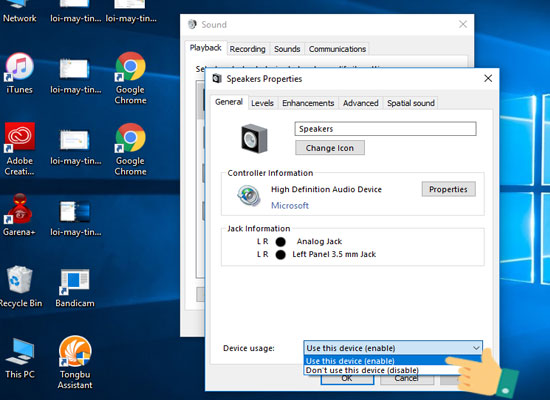 Network
loi-may-tin...
loi-may-tin...
iTunes
loi-may-tin...
Google
Chrome
Adobe
Creati...
loi-may-tin...
Google
Chrome
Garena+
loi-may-tin...
Recycle Bin
Bandicam
This PC
Tongbu
Assistant
Sound
Playback
Recording
Sounds
Communications
Speakers Properties
General
Levels
Enhancements
Advanced
Spatial sound
Speakers
Change Icon
Controller Information
High Definition Audio Device
Properties
Microsoft
Jack Information
L R
Analog Jack
L R
Left Panel 3.5 mm Jack
Device usage:
Use this device (enable)
Use this device (enable)
Don't use this device (disable)
OK
Cancel